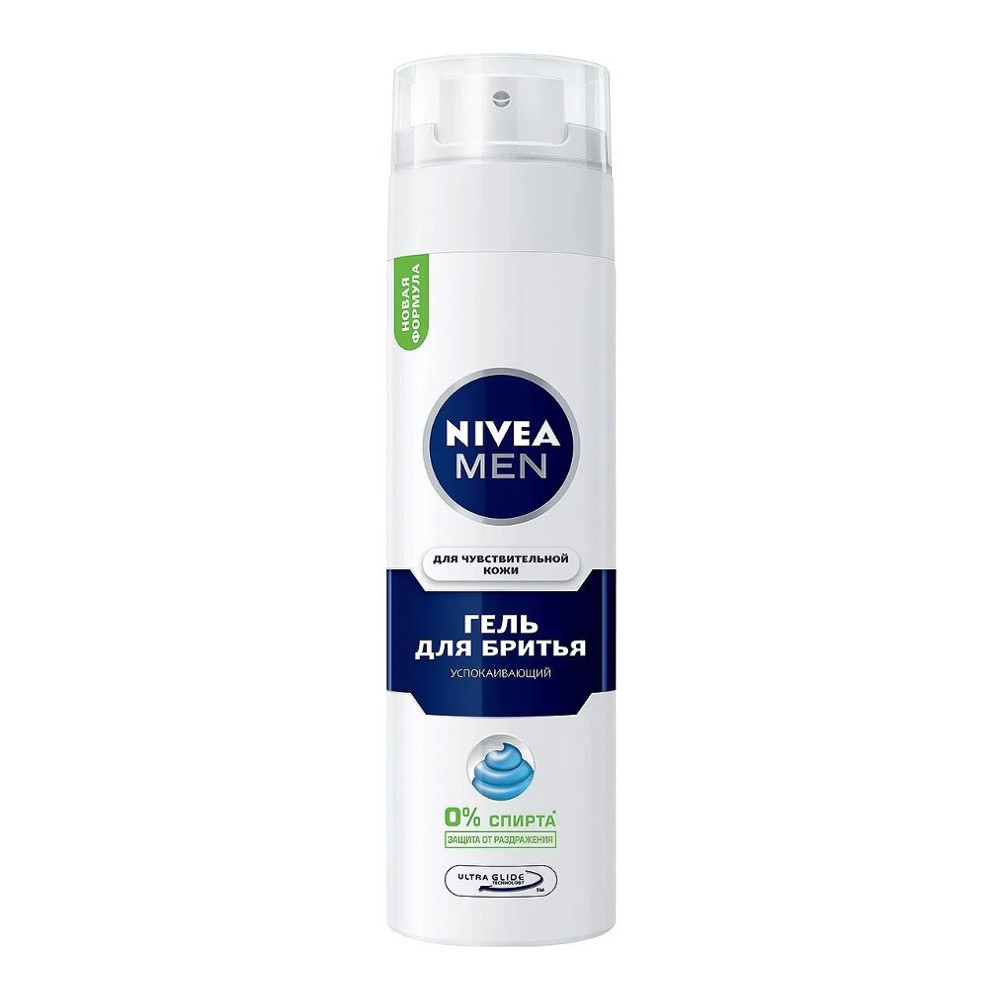 НОВАЯ
ФОРМУЛА
NIVEA
MEN
ДЛЯ ЧУВСТВИТЕЛЬНОЙ
КОЖИ
ГЕЛЬ
ДЛЯ БРИТЬЯ
УСПОКАИВАЮЩИЙ
0% СПИРТА*
ЗАЩИТА ОТ РАЗДРАЖЕНИЯ
ULTRA GLIDE
TECHNOLOGY
TM